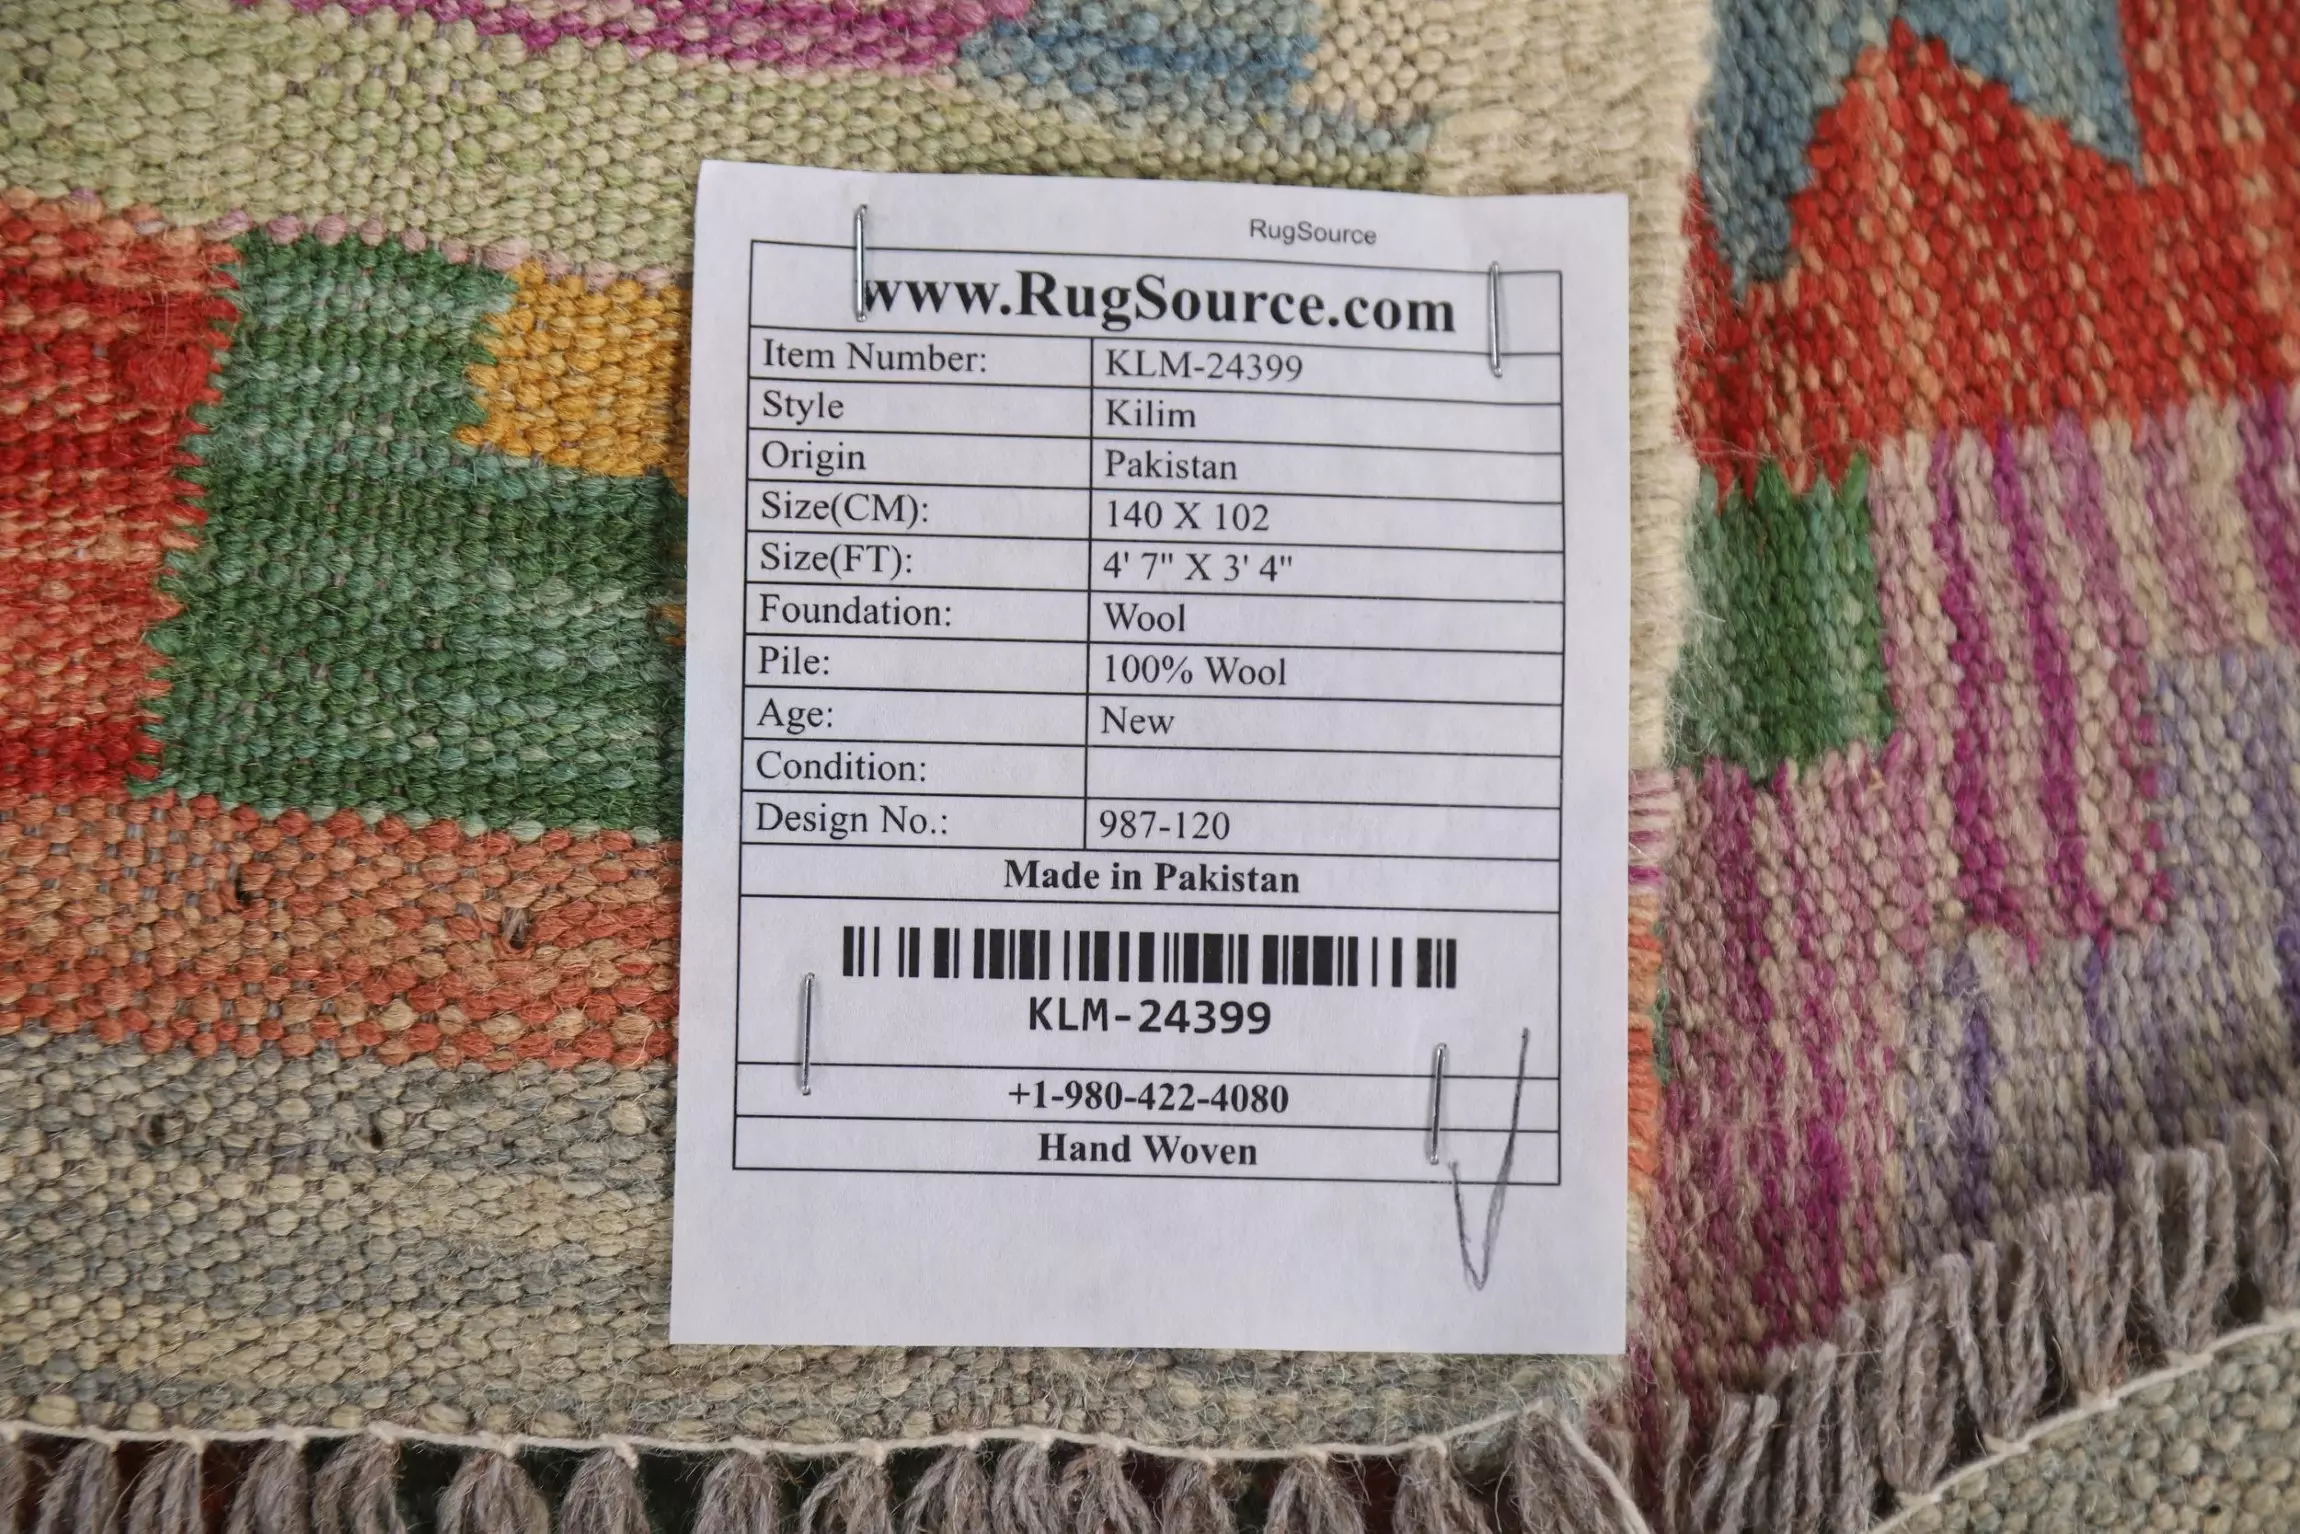 RugSource
www.RugSource.com
Item Number: KLM-24399
Style Kilim
Origin Pakistan
Size(CM): 140 X 102
Size(FT): 4' 7" X 3' 4"
Foundation: Wool
Pile: 100% Wool
Age: New
Condition:
Design No.: 987-120
Made in Pakistan
KLM-24399
+1-980-422-4080
Hand Woven